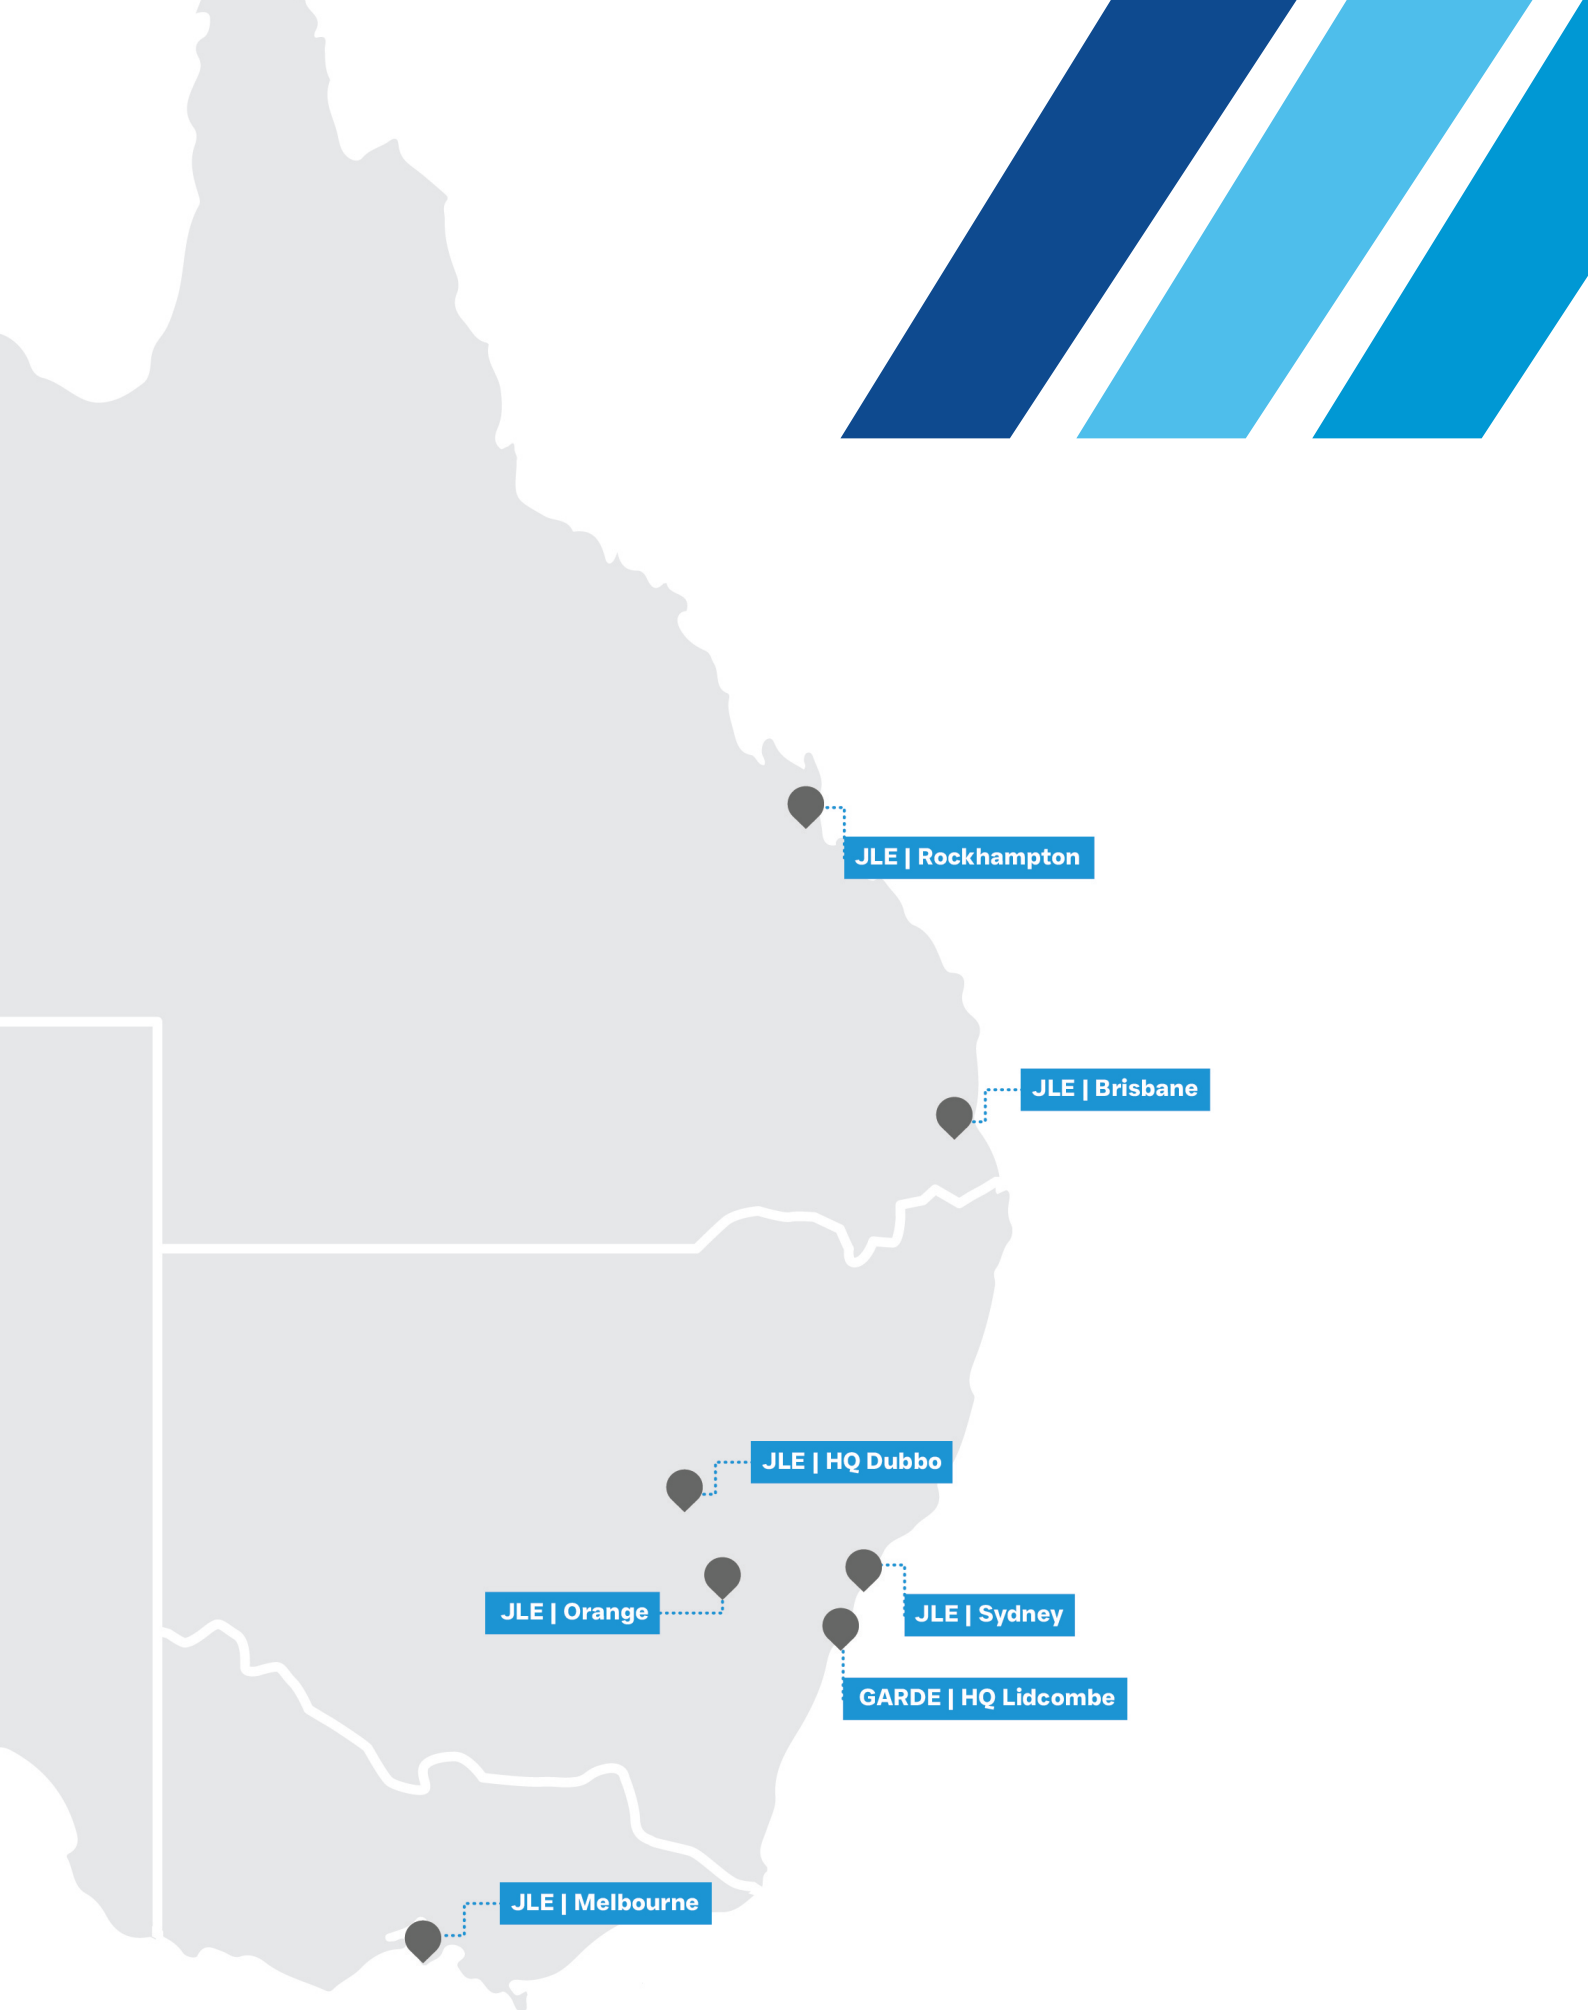 JLE | Rockhampton
JLE | Brisbane
JLE | HQ Dubbo
JLE | Orange
JLE | Sydney
GARDE | HQ Lidcombe
JLE | Melbourne